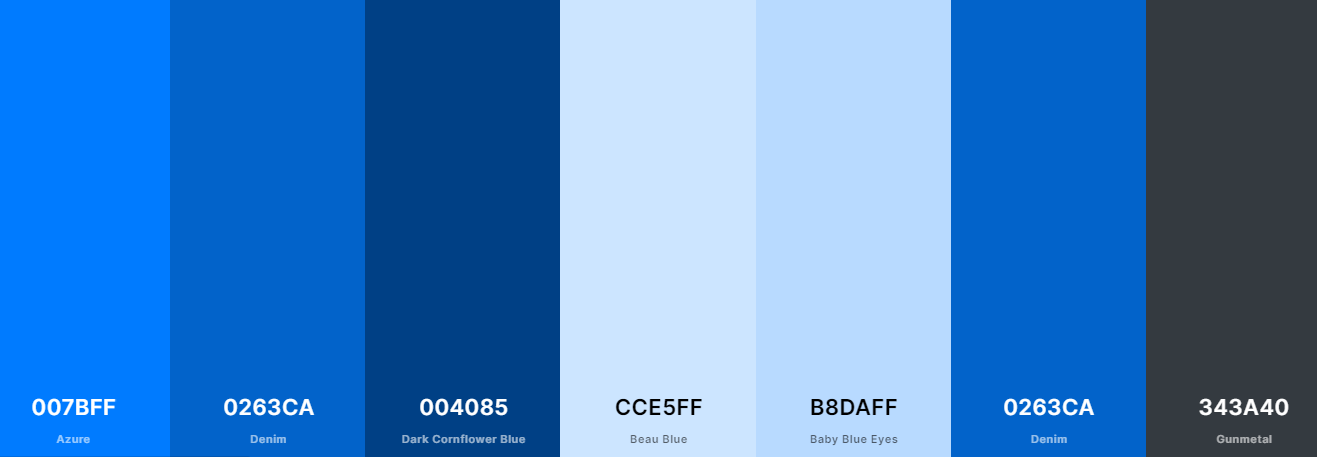 007BFF
Azure
0263CA
Denim
004085
Dark Cornflower Blue
CCE5FF
Beau Blue
B8DAFF
Baby Blue Eyes
0263CA
Denim
343A40
Gunmetal